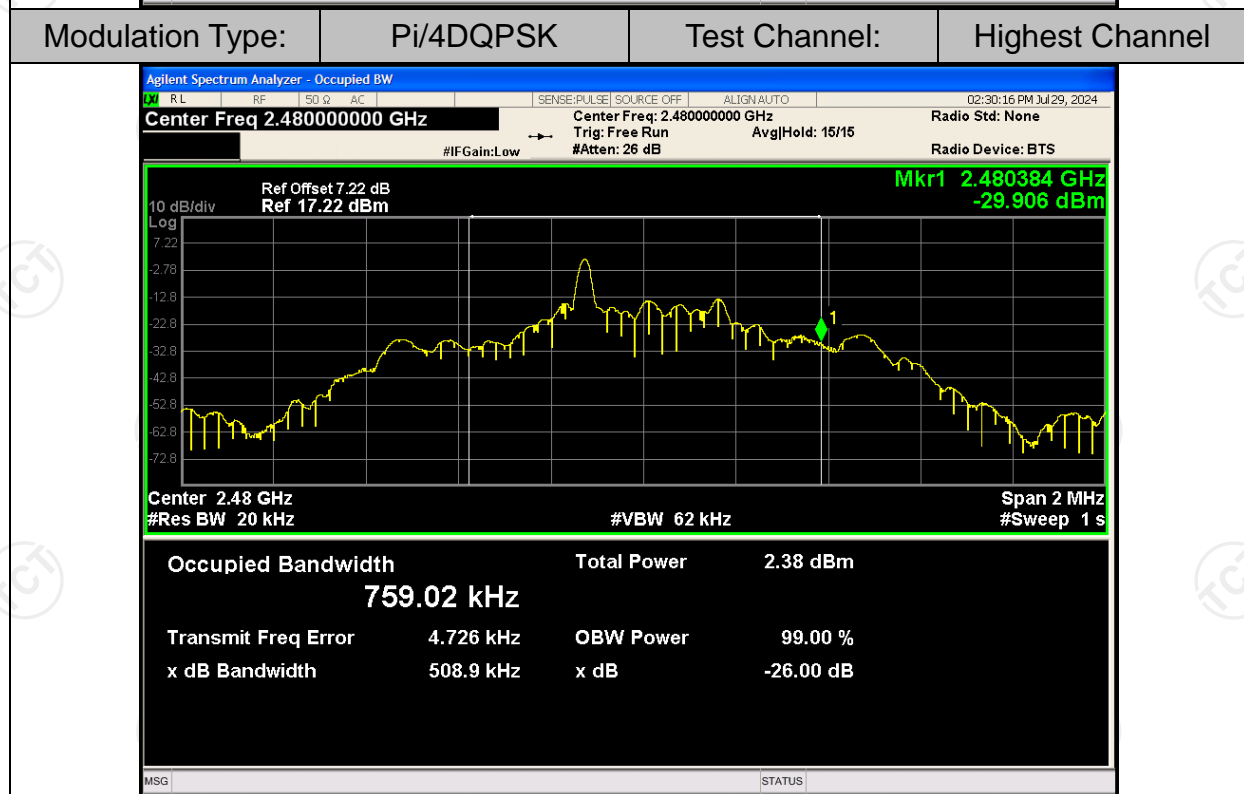 Modulation Type: Pi/4DQPSK Test Channel: Highest Channel
Agilent Spectrum Analyzer - Occupied BW
LXI RL RF 50 Ω AC SENSE:PULSE SOURCE OFF ALIGN AUTO 02:30:16 PM Jul 29, 2024
Center Freq 2.480000000 GHz Center Freq: 2.480000000 GHz Radio Std: None
Trig: Free Run Avg|Hold: 15/15
#IFGain:Low #Atten: 26 dB Radio Device: BTS
Mkr1 2.480384 GHz
Ref Offset 7.22 dB
-29.906 dBm
10 dB/div Ref 17.22 dBm
Log
7.22
-2.78
-12.8
-22.8
1
-32.8
-42.8
-52.8
-62.8
-72.8
Center 2.48 GHz Span 2 MHz
#Res BW 20 kHz #VBW 62 kHz #Sweep 1 s
Occupied Bandwidth Total Power 2.38 dBm
759.02 kHz
Transmit Freq Error 4.726 kHz OBW Power 99.00 %
x dB Bandwidth 508.9 kHz x dB -26.00 dB
MSG STATUS
TCT
TCT
TCT
TCT